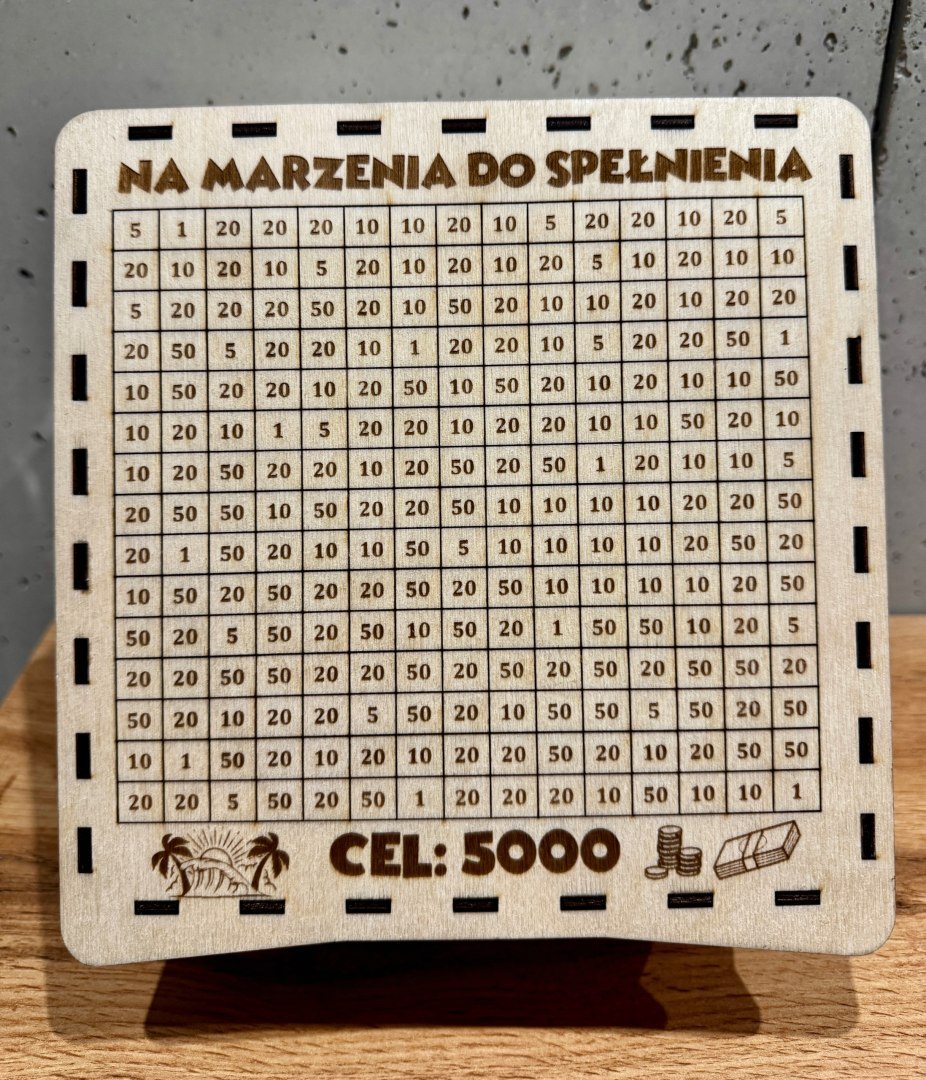 NA MARZENIA DO SPEŁNIENIA
5 1 20 20 20 10 10 20 10 5 20 20 10 20 5
20 10 20 10 5 20 10 20 10 20 5 10 20 10 10
5 20 20 20 50 20 10 50 20 10 10 20 10 20 20
20 50 5 20 20 10 1 20 20 10 5 20 20 50 1
10 50 20 20 10 20 50 10 50 20 10 20 10 10 50
10 20 10 1 5 20 20 10 20 20 10 10 50 20 10
10 20 50 20 20 10 20 50 20 50 1 20 10 10 5
20 50 50 10 50 20 20 50 10 10 10 10 20 20 50
20 1 50 20 10 10 50 5 10 10 10 10 20 50 20
10 50 20 50 20 20 50 20 50 10 10 10 10 20 50
50 20 5 50 20 50 10 50 20 1 50 50 10 20 5
20 20 50 50 20 20 50 20 50 20 50 20 50 50 20
50 20 10 20 20 5 50 20 10 50 50 5 50 20 50
10 1 50 20 10 20 10 20 20 50 20 10 20 50 50
20 20 5 50 20 50 1 20 20 20 10 50 10 10 1
CEL: 5000